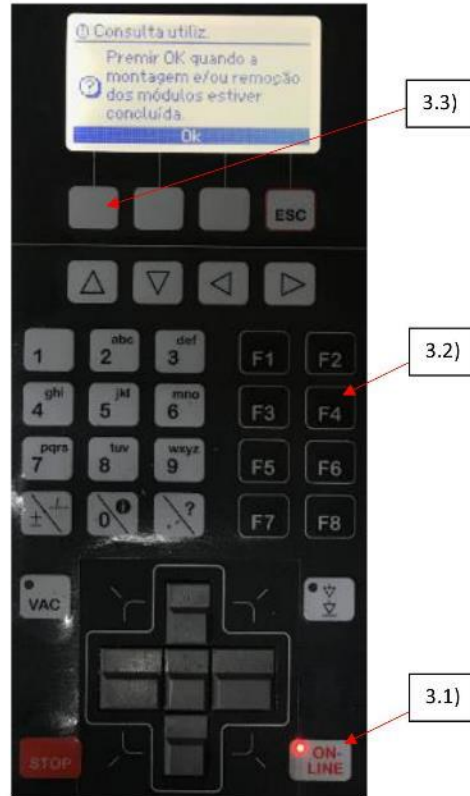 Consulta utiliz.
Premir OK quando a
montagem e/ou remoção
dos módulos estiver
concluída.
?
Ok
3.3)
ESC
1
2 abc
3 def
F1
F2
3.2)
4 ghi
5 jkl
6 mno
F3
F4
7 pqrs
8 tuv
9 wxyz
F5
F6
±
0
.,?
F7
F8
VAC
3.1)
STOP
ON-
LINE